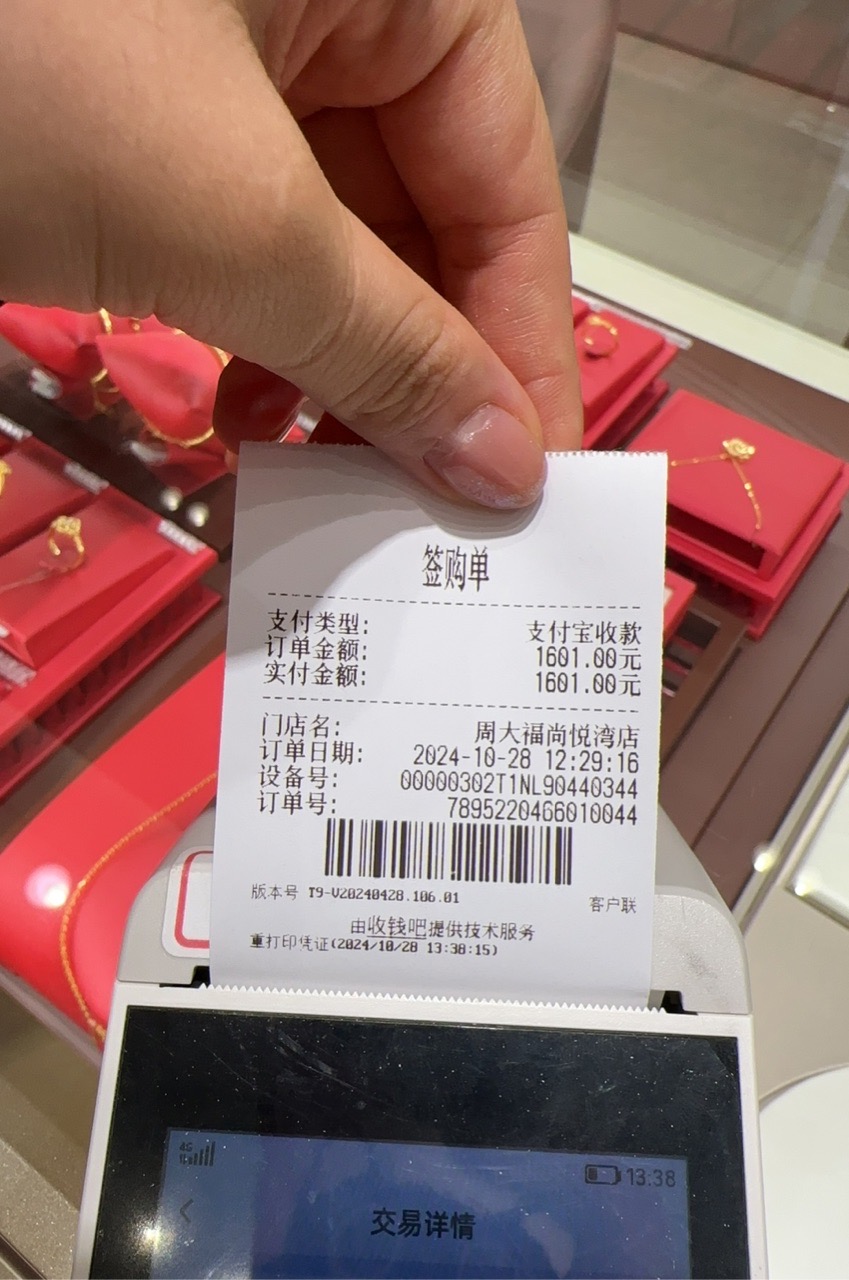 签购单
支付类型: 支付宝收款
订单金额: 1601.00元
实付金额: 1601.00元
门店名: 周大福尚悦湾店
订单日期: 2024-10-28 12:29:16
设备号: 00000302T1NL90440344
订单号: 7895220466010044
版本号 T9-V20240428.106.01 客户联
由收钱吧提供技术服务
重打印凭证(2024/10/28 13:38:15)
4G 13:38
交易详情